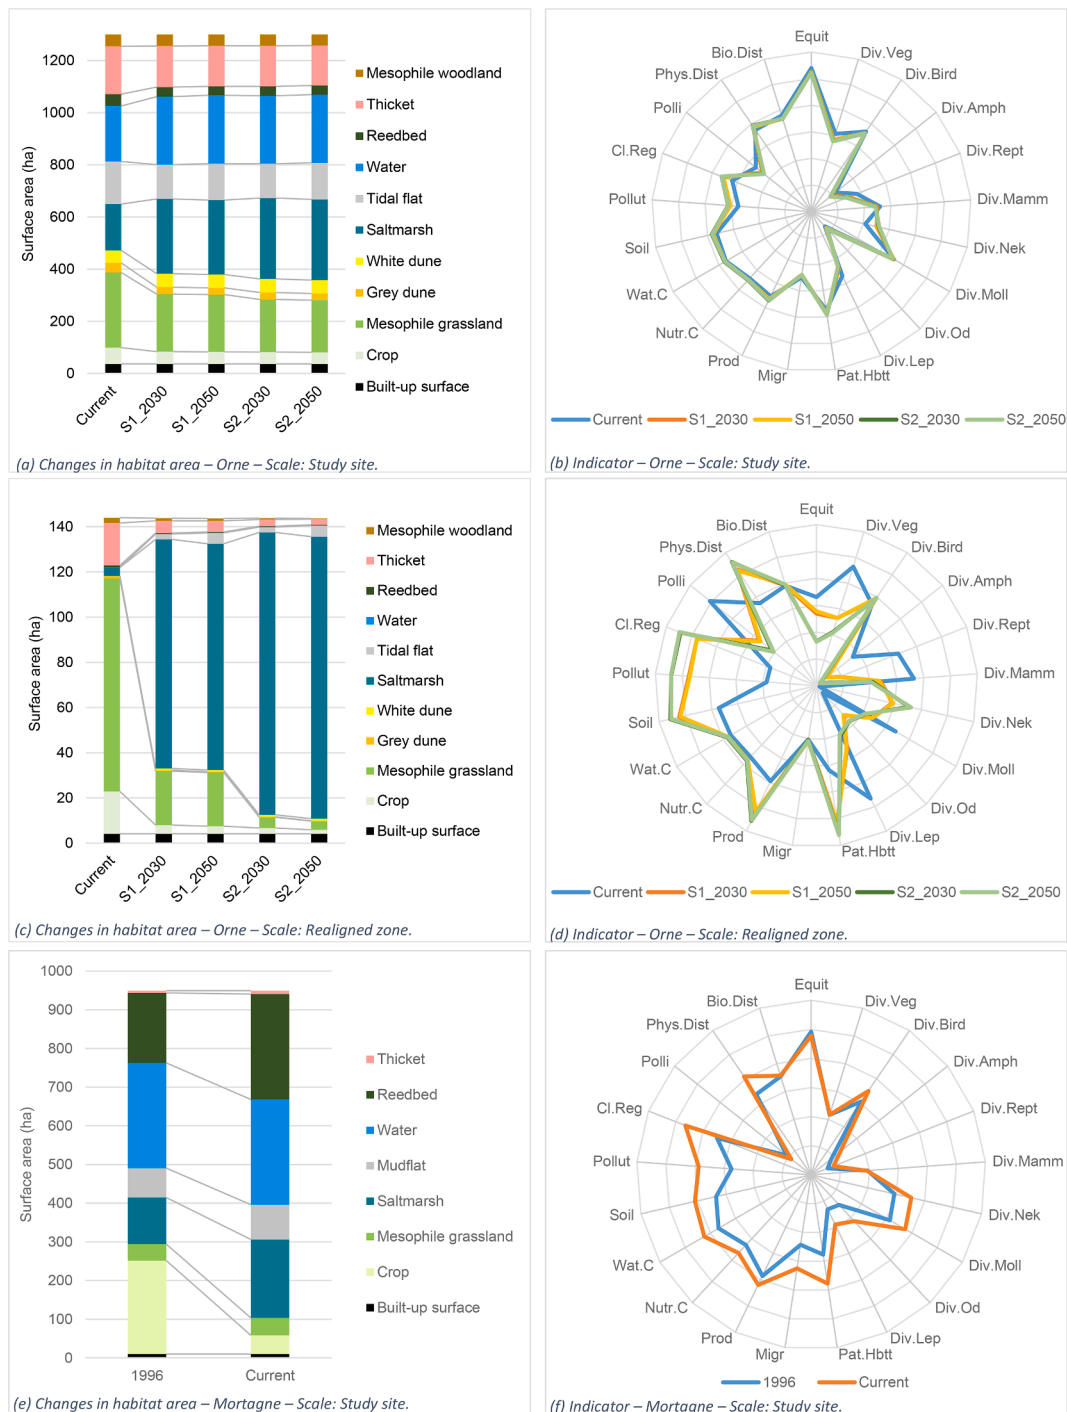 1200
1000
800
600
400
200
0
Surface area (ha)
Current
S1_2030
S1_2050
S2_2030
S2_2050
Mesophile woodland
Thicket
Reedbed
Water
Tidal flat
Saltmarsh
White dune
Grey dune
Mesophile grassland
Crop
Built-up surface
(a) Changes in habitat area – Orne – Scale: Study site.
Equit
Div.Veg
Div.Bird
Div.Amph
Div.Rept
Div.Mamm
Div.Nek
Div.Moll
Div.Od
Div.Lep
Pat.Hbtt
Migr
Prod
Nutr.C
Wat.C
Soil
Pollut
Cl.Reg
Polli
Phys.Dist
Bio.Dist
Current S1_2030 S1_2050 S2_2030 S2_2050
(b) Indicator – Orne – Scale: Study site.
140
120
100
80
60
40
20
0
Surface area (ha)
Current
S1_2030
S1_2050
S2_2030
S2_2050
Mesophile woodland
Thicket
Reedbed
Water
Tidal flat
Saltmarsh
White dune
Grey dune
Mesophile grassland
Crop
Built-up surface
(c) Changes in habitat area – Orne – Scale: Realigned zone.
Equit
Div.Veg
Div.Bird
Div.Amph
Div.Rept
Div.Mamm
Div.Nek
Div.Moll
Div.Od
Div.Lep
Pat.Hbtt
Migr
Prod
Nutr.C
Wat.C
Soil
Pollut
Cl.Reg
Polli
Phys.Dist
Bio.Dist
Current S1_2030 S1_2050 S2_2030 S2_2050
(d) Indicator – Orne – Scale: Realigned zone.
1000
900
800
700
600
500
400
300
200
100
0
Surface area (ha)
1996 Current
Thicket
Reedbed
Water
Mudflat
Saltmarsh
Mesophile grassland
Crop
Built-up surface
(e) Changes in habitat area – Mortagne – Scale: Study site.
Equit
Div.Veg
Div.Bird
Div.Amph
Div.Rept
Div.Mamm
Div.Nek
Div.Moll
Div.Od
Div.Lep
Pat.Hbtt
Migr
Prod
Nutr.C
Wat.C
Soil
Pollut
Cl.Reg
Polli
Phys.Dist
Bio.Dist
1996 Current
(f) Indicator – Mortagne – Scale: Study site.